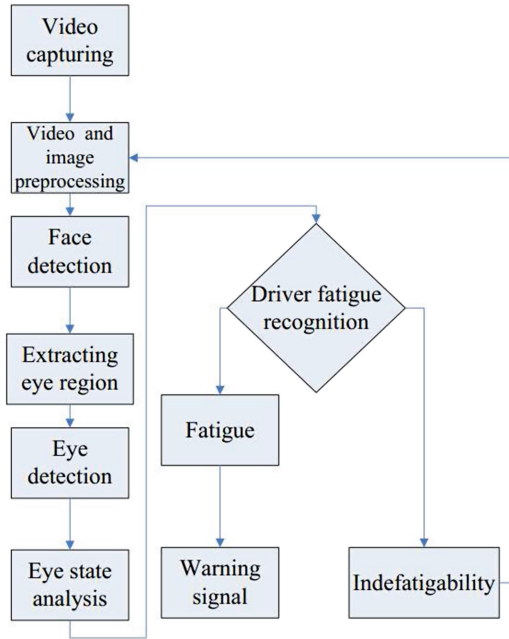 Video
capturing
Video and
image
preprocessing
Face
detection
Extracting
eye region
Eye
detection
Eye state
analysis
Driver fatigue
recognition
Fatigue
Warning
signal
Indefatigability